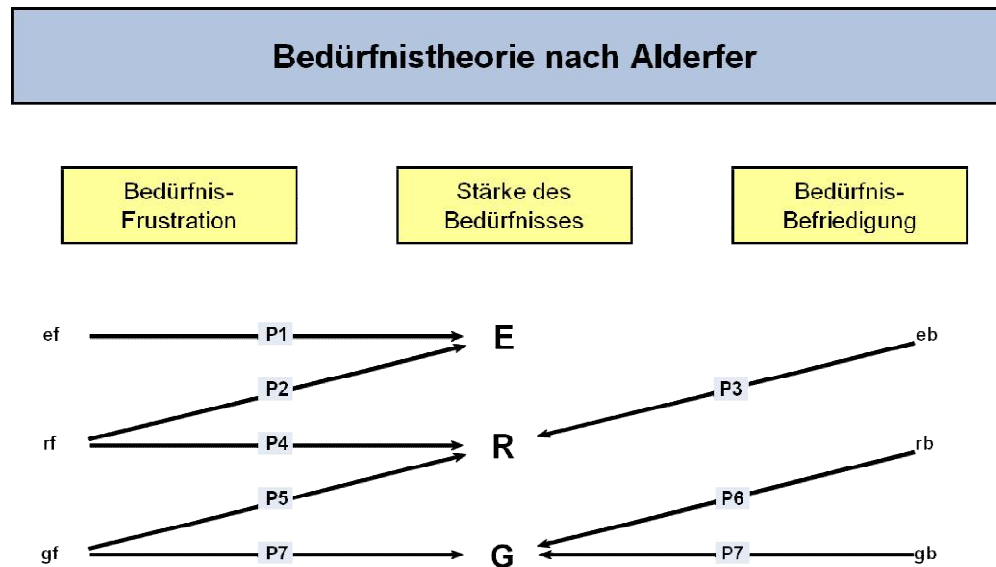 Bedürfnistheorie nach Alderfer
Bedürfnis-
Frustration
Stärke des
Bedürfnisses
Bedürfnis-
Befriedigung
ef P1 E eb
P2 P3
rf P4 R rb
P5 P6
gf P7 G P7 gb